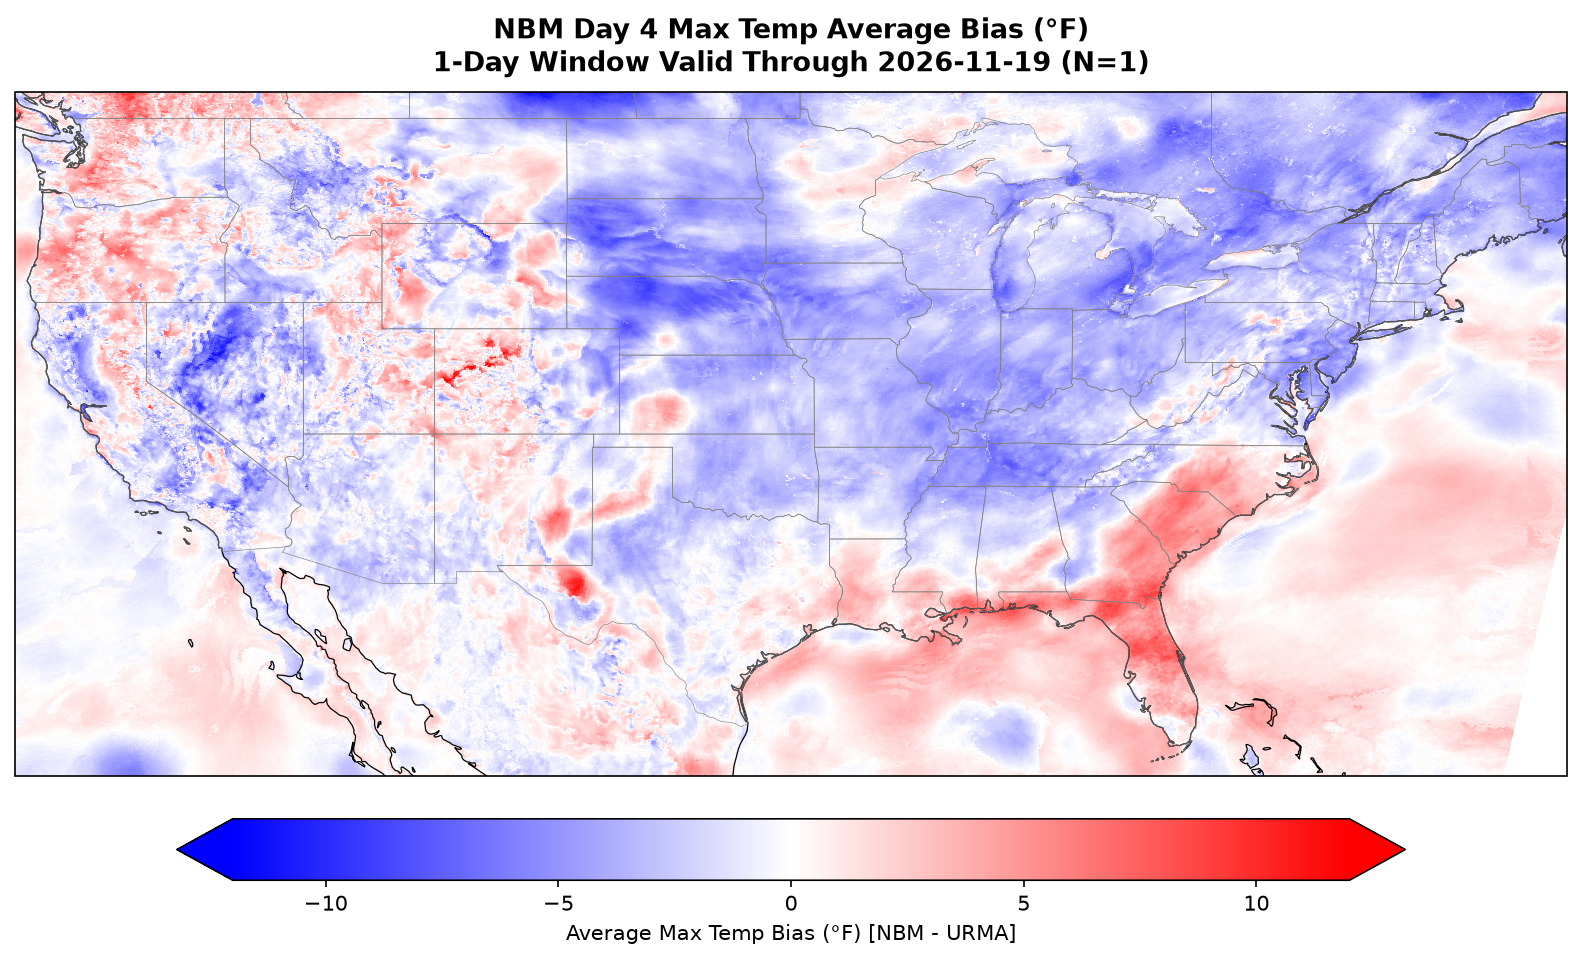 NBM Day 4 Max Temp Average Bias (°F)
1-Day Window Valid Through 2026-11-19 (N=1)
−10 −5 0 5 10
Average Max Temp Bias (°F) [NBM - URMA]